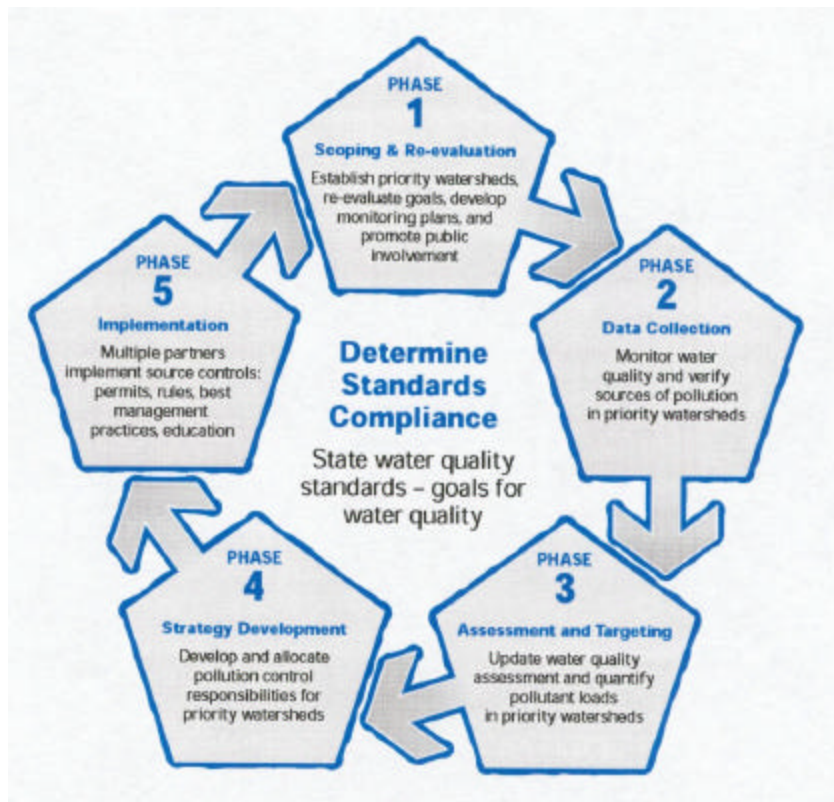 PHASE
1
Scoping & Re-evaluation
Establish priority watersheds,
re-evaluate goals, develop
monitoring plans, and
promote public
involvement
PHASE
2
Data Collection
Monitor water
quality and verify
sources of pollution
in priority watersheds
PHASE
3
Assessment and Targeting
Update water quality
assessment and quantify
pollutant loads
in priority watersheds
PHASE
4
Strategy Development
Develop and allocate
pollution control
responsibilities for
priority watersheds
PHASE
5
Implementation
Multiple partners
implement source controls:
permits, rules, best
management
practices, education
Determine
Standards
Compliance
State water quality
standards – goals for
water quality